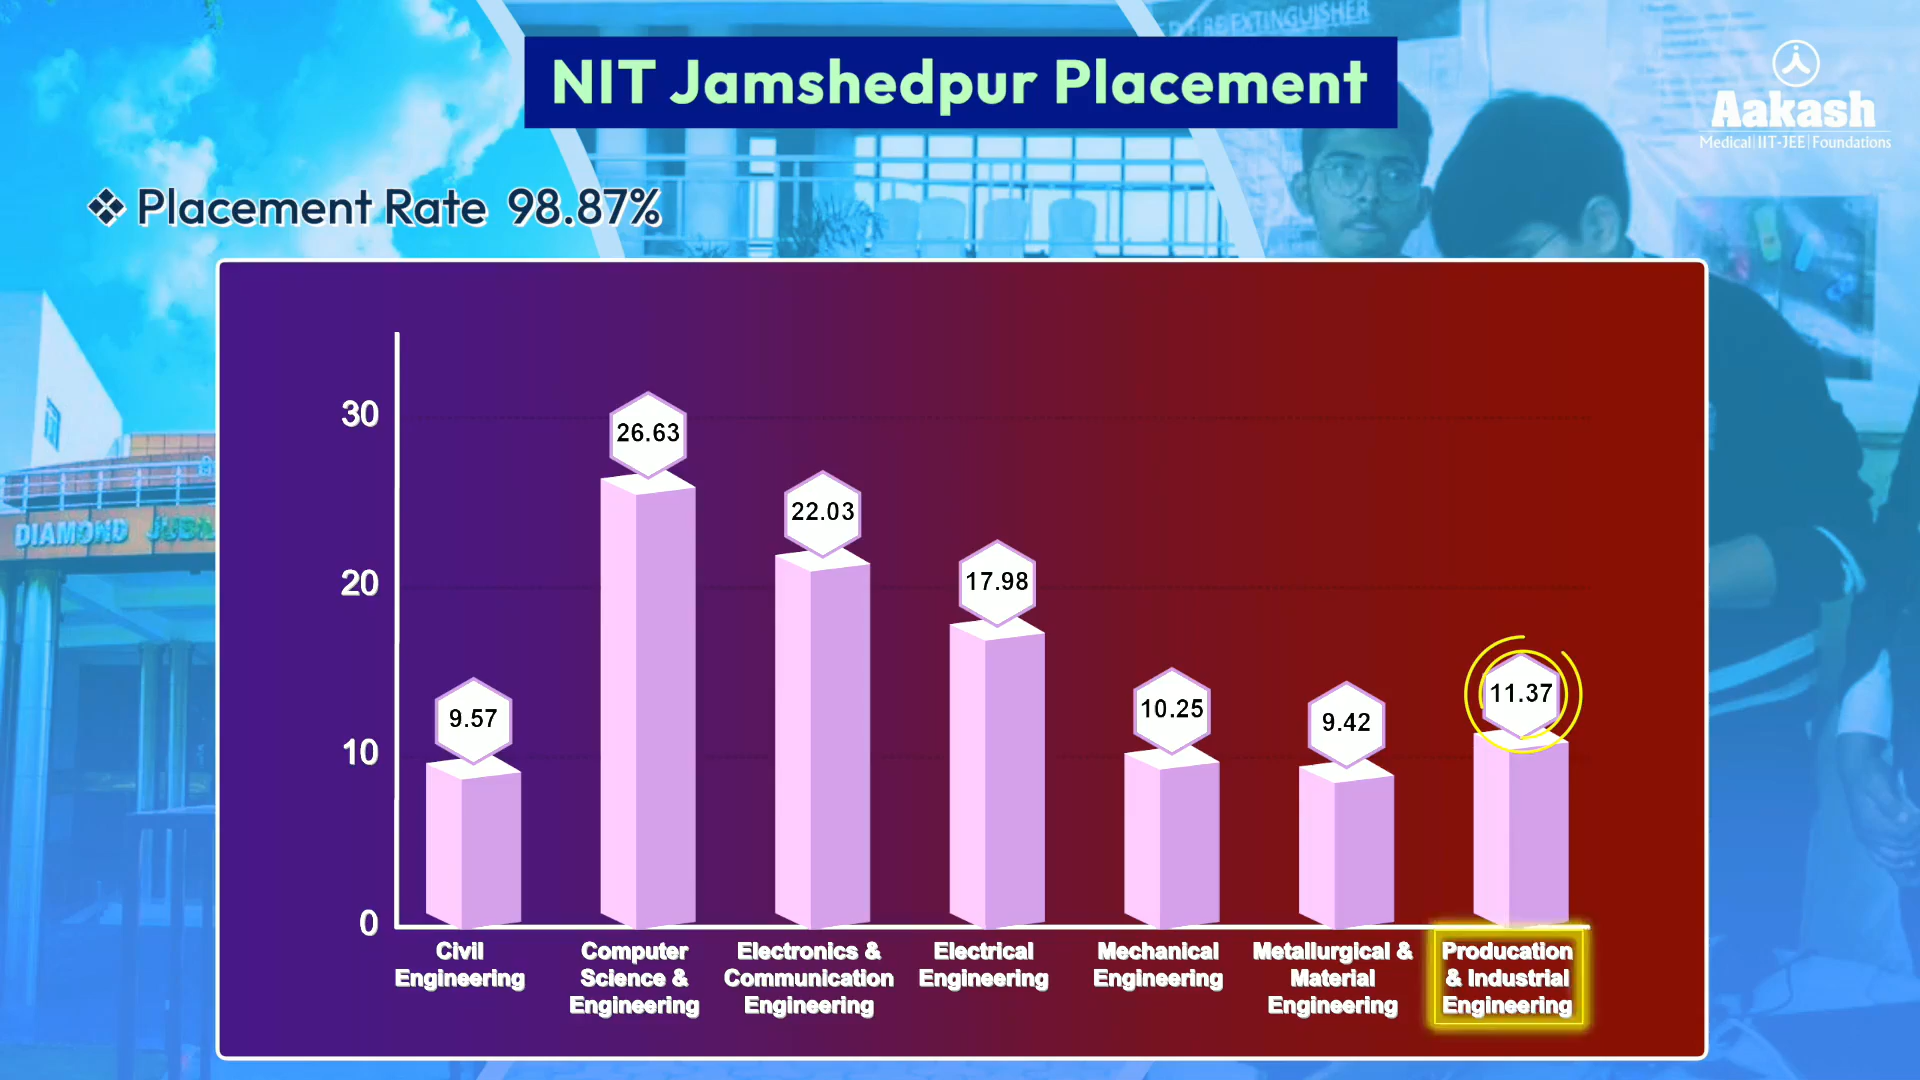 D FIRE EXTINGUISHER
NIT Jamshedpur Placement
Aakash
Medical|IIT-JEE|Foundations
❖ Placement Rate 98.87%
DIAMOND
30
20
10
0
9.57
26.63
22.03
17.98
10.25
9.42
11.37
Civil
Engineering
Computer
Science &
Engineering
Electronics &
Communication
Engineering
Electrical
Engineering
Mechanical
Engineering
Metallurgical &
Material
Engineering
Producation
& Industrial
Engineering